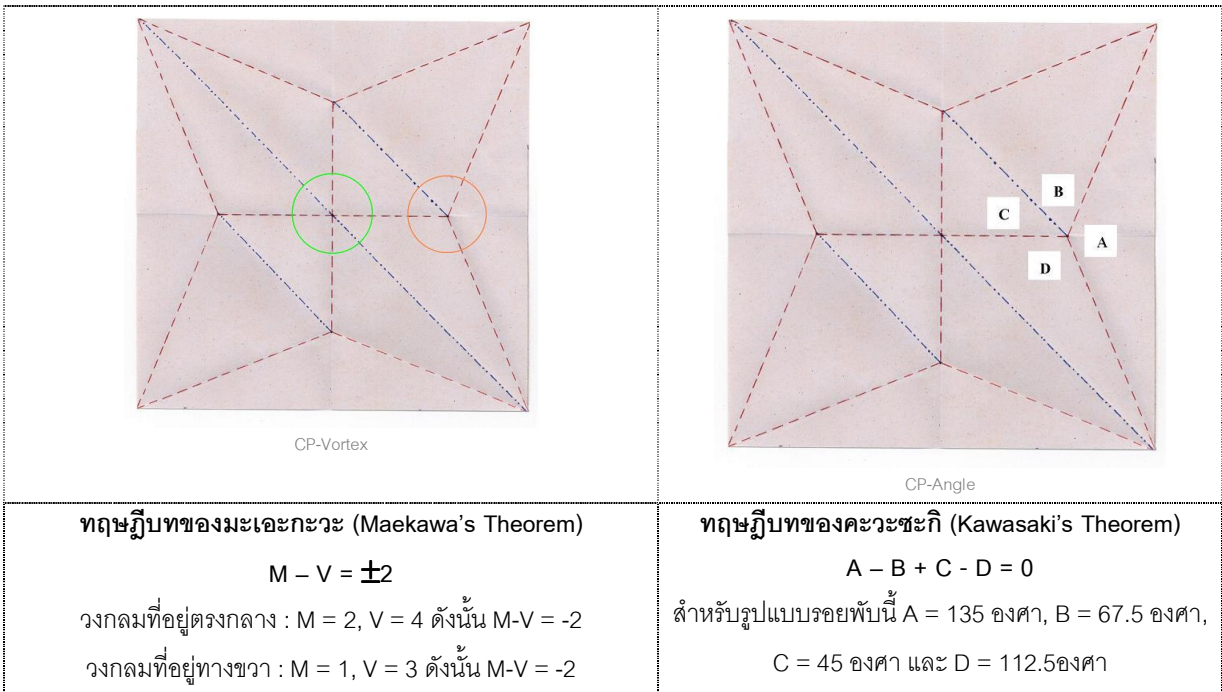 CP-Vortex
ทฤษฎีบทของมะเอะกะวะ (Maekawa's Theorem)
M – V = ±2
วงกลมที่อยู่ตรงกลาง : M = 2, V = 4 ดังนั้น M-V = -2
วงกลมที่อยู่ทางขวา : M = 1, V = 3 ดังนั้น M-V = -2
B
C
A
D
CP-Angle
ทฤษฎีบทของคะวะซะกิ (Kawasaki's Theorem)
A – B + C - D = 0
สำหรับรูปแบบรอยพับนี้ A = 135 องศา, B = 67.5 องศา,
C = 45 องศา และ D = 112.5องศา